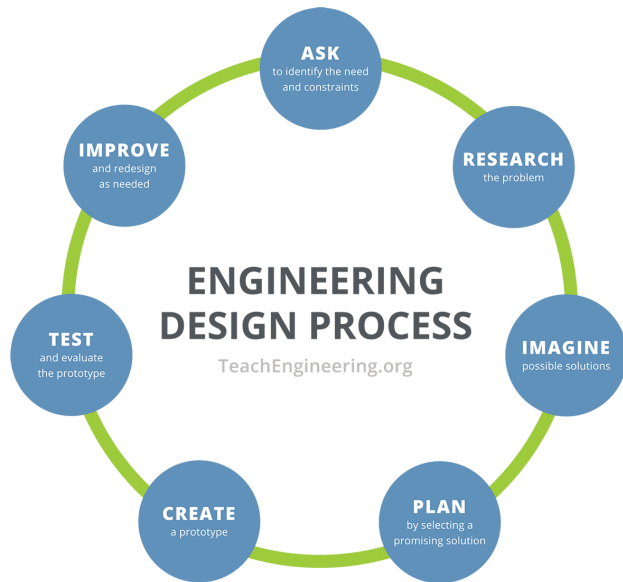 ASK
to identify the need
and constraints
RESEARCH
the problem
IMAGINE
possible solutions
PLAN
by selecting a
promising solution
CREATE
a prototype
TEST
and evaluate
the prototype
IMPROVE
and redesign
as needed
ENGINEERING
DESIGN PROCESS
TeachEngineering.org